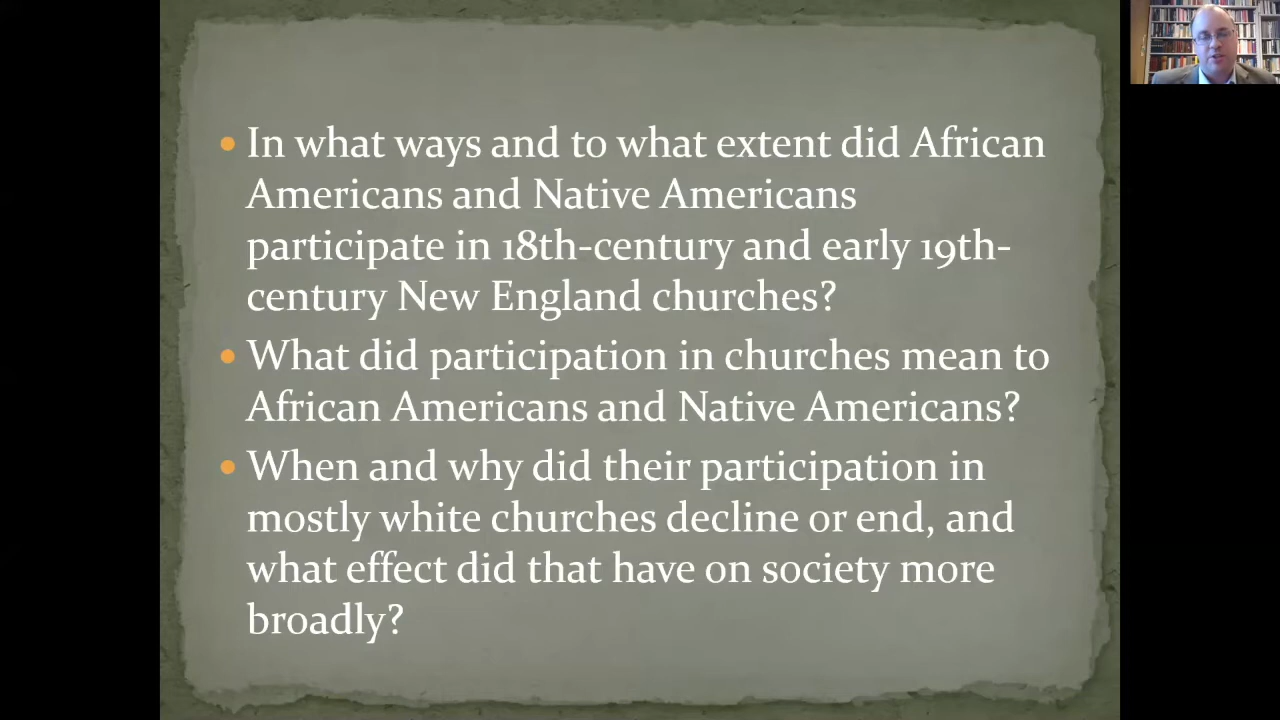 • In what ways and to what extent did African
Americans and Native Americans
participate in 18th-century and early 19th-
century New England churches?
• What did participation in churches mean to
African Americans and Native Americans?
• When and why did their participation in
mostly white churches decline or end, and
what effect did that have on society more
broadly?